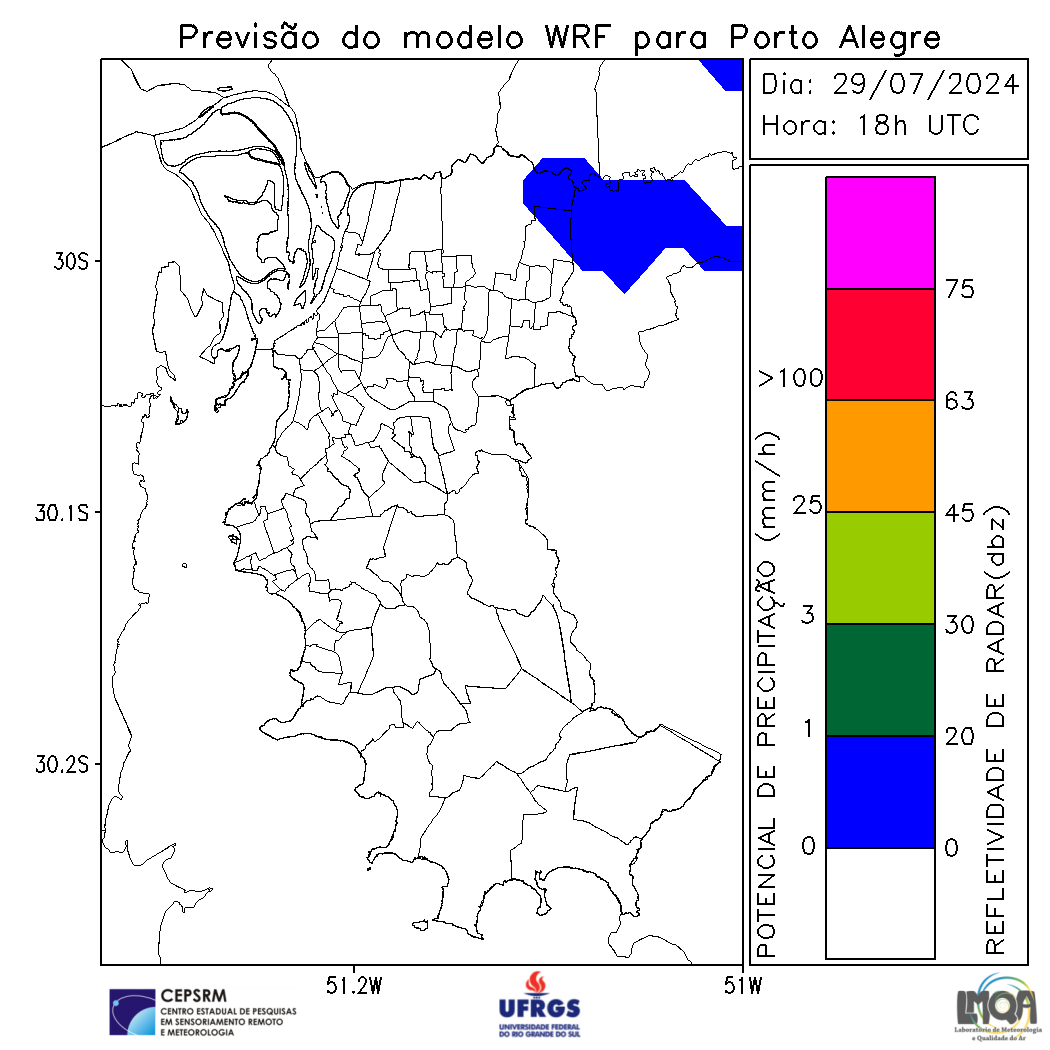 Previsão do modelo WRF para Porto Alegre
Dia: 29/07/2024
Hora: 18h UTC
30S
30.1S
30.2S
51.2W
51W
POTENCIAL DE PRECIPITAÇÃO (mm/h)
>100
25
3
1
0
75
63
45
30
20
0
REFLETIVIDADE DE RADAR(dbz)
CEPSRM
CENTRO ESTADUAL DE PESQUISAS
EM SENSORIAMENTO REMOTO
E METEOROLOGIA
UFRGS
UNIVERSIDADE FEDERAL
DO RIO GRANDE DO SUL
LMQA
Laboratório de Meteorologia
e Qualidade do Ar